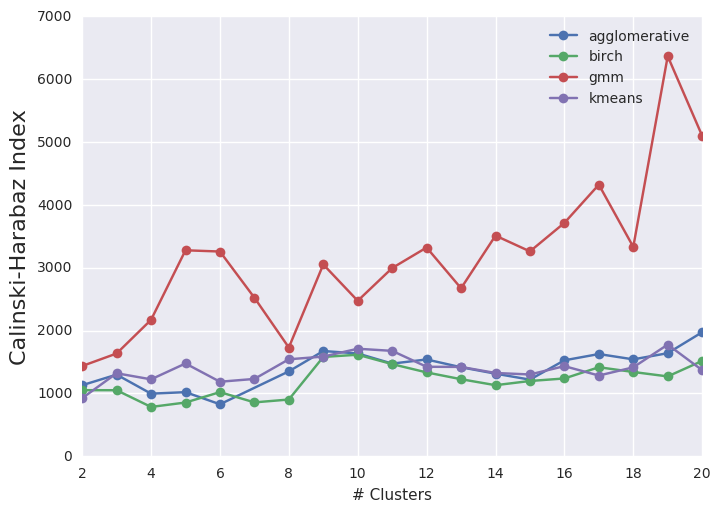 7000
6000
5000
4000
3000
2000
1000
0
Calinski-Harabaz Index
agglomerative
birch
gmm
kmeans
2 4 6 8 10 12 14 16 18 20
# Clusters